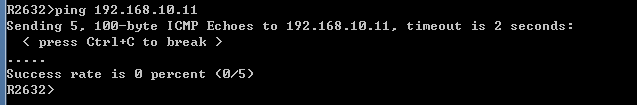 R2632>ping 192.168.10.11
Sending 5, 100-byte ICMP Echoes to 192.168.10.11, timeout is 2 seconds:
  < press Ctrl+C to break >
.....
Success rate is 0 percent (0/5)
R2632>